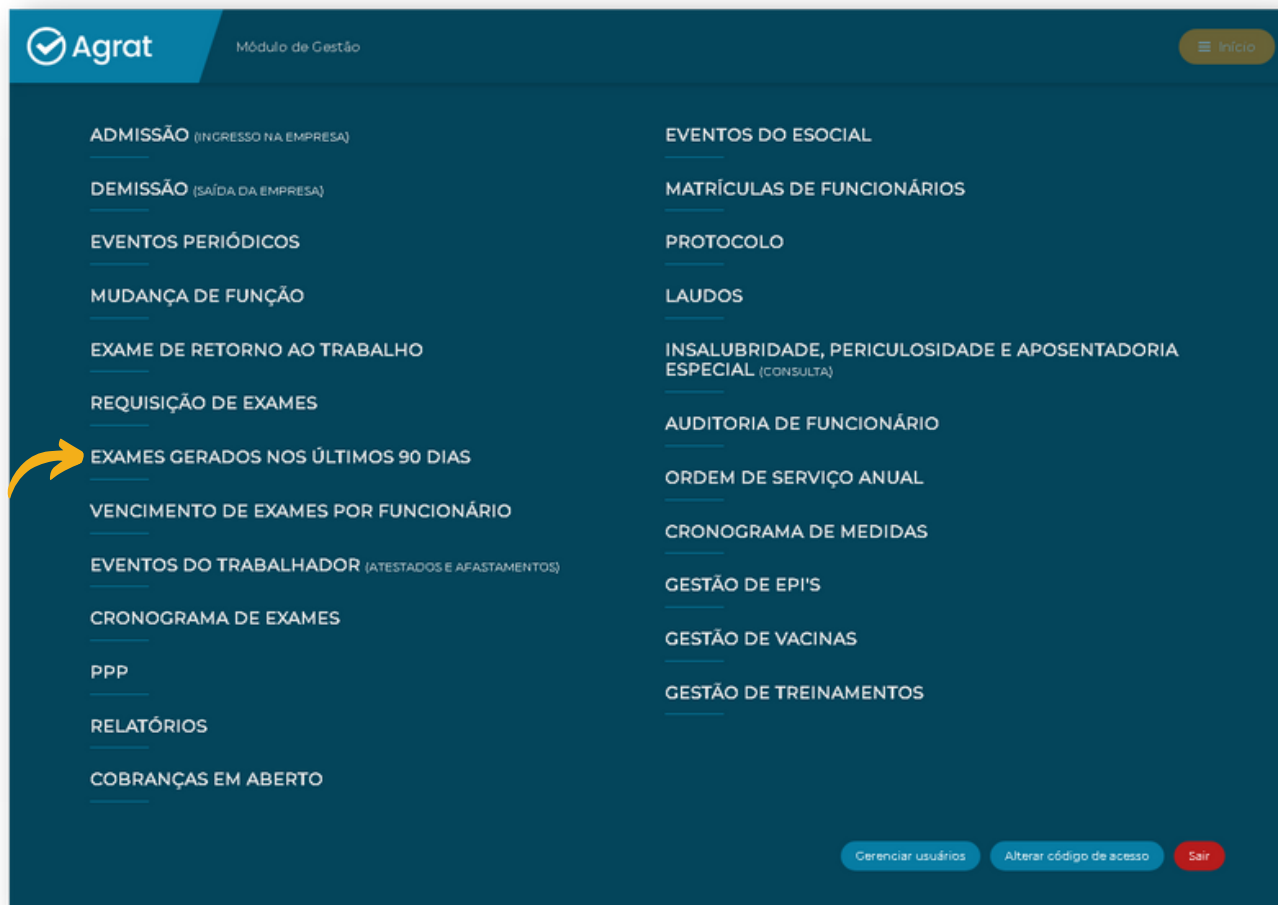 Agrat
Módulo de Gestão
Início
ADMISSÃO (INGRESSO NA EMPRESA)
DEMISSÃO (SAÍDA DA EMPRESA)
EVENTOS PERIÓDICOS
MUDANÇA DE FUNÇÃO
EXAME DE RETORNO AO TRABALHO
REQUISIÇÃO DE EXAMES
EXAMES GERADOS NOS ÚLTIMOS 90 DIAS
VENCIMENTO DE EXAMES POR FUNCIONÁRIO
EVENTOS DO TRABALHADOR (ATESTADOS E AFASTAMENTOS)
CRONOGRAMA DE EXAMES
PPP
RELATÓRIOS
COBRANÇAS EM ABERTO
EVENTOS DO ESOCIAL
MATRÍCULAS DE FUNCIONÁRIOS
PROTOCOLO
LAUDOS
INSALUBRIDADE, PERICULOSIDADE E APOSENTADORIA
ESPECIAL (CONSULTA)
AUDITORIA DE FUNCIONÁRIO
ORDEM DE SERVIÇO ANUAL
CRONOGRAMA DE MEDIDAS
GESTÃO DE EPI'S
GESTÃO DE VACINAS
GESTÃO DE TREINAMENTOS
Gerenciar usuários
Alterar código de acesso
Sair